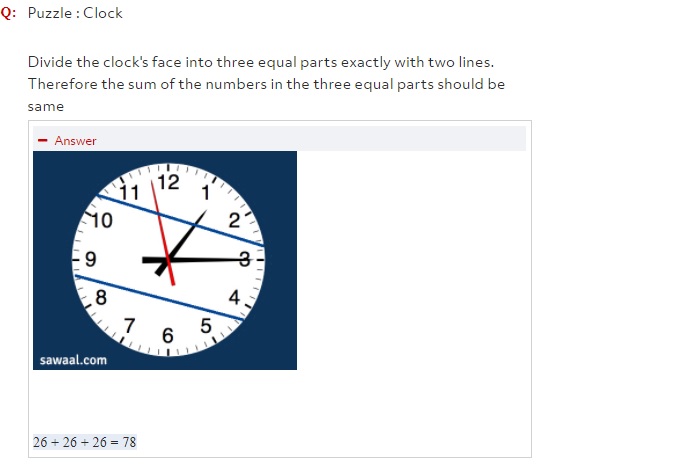 Q: Puzzle : Clock
Divide the clock's face into three equal parts exactly with two lines.
Therefore the sum of the numbers in the three equal parts should be
same
− Answer
12
11 1
10 2
9 3
8 4
7 5
6
sawaal.com
26 + 26 + 26 = 78